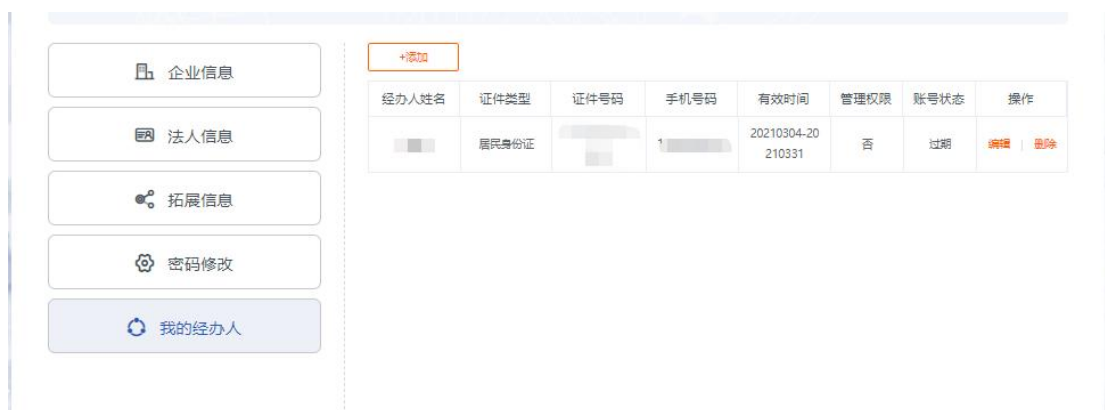 企业信息
法人信息
拓展信息
密码修改
我的经办人
+添加
经办人姓名 证件类型 证件号码 手机号码 有效时间 管理权限 账号状态 操作
居民身份证 1 20210304-20 否 过期 编辑 | 删除
210331